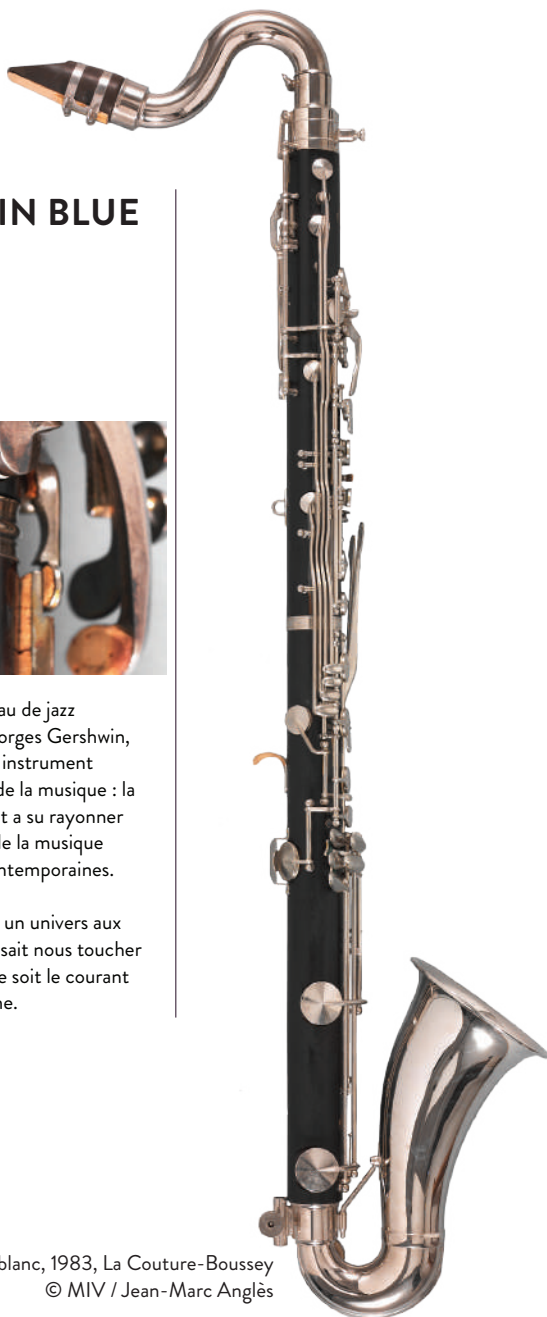 IN BLUE
au de jazz
orges Gershwin,
instrument
de la musique : la
t a su rayonner
de la musique
ntemporaines.
un univers aux
sait nous toucher
e soit le courant
ne.
blanc, 1983, La Couture-Boussey
© MIV / Jean-Marc Anglès